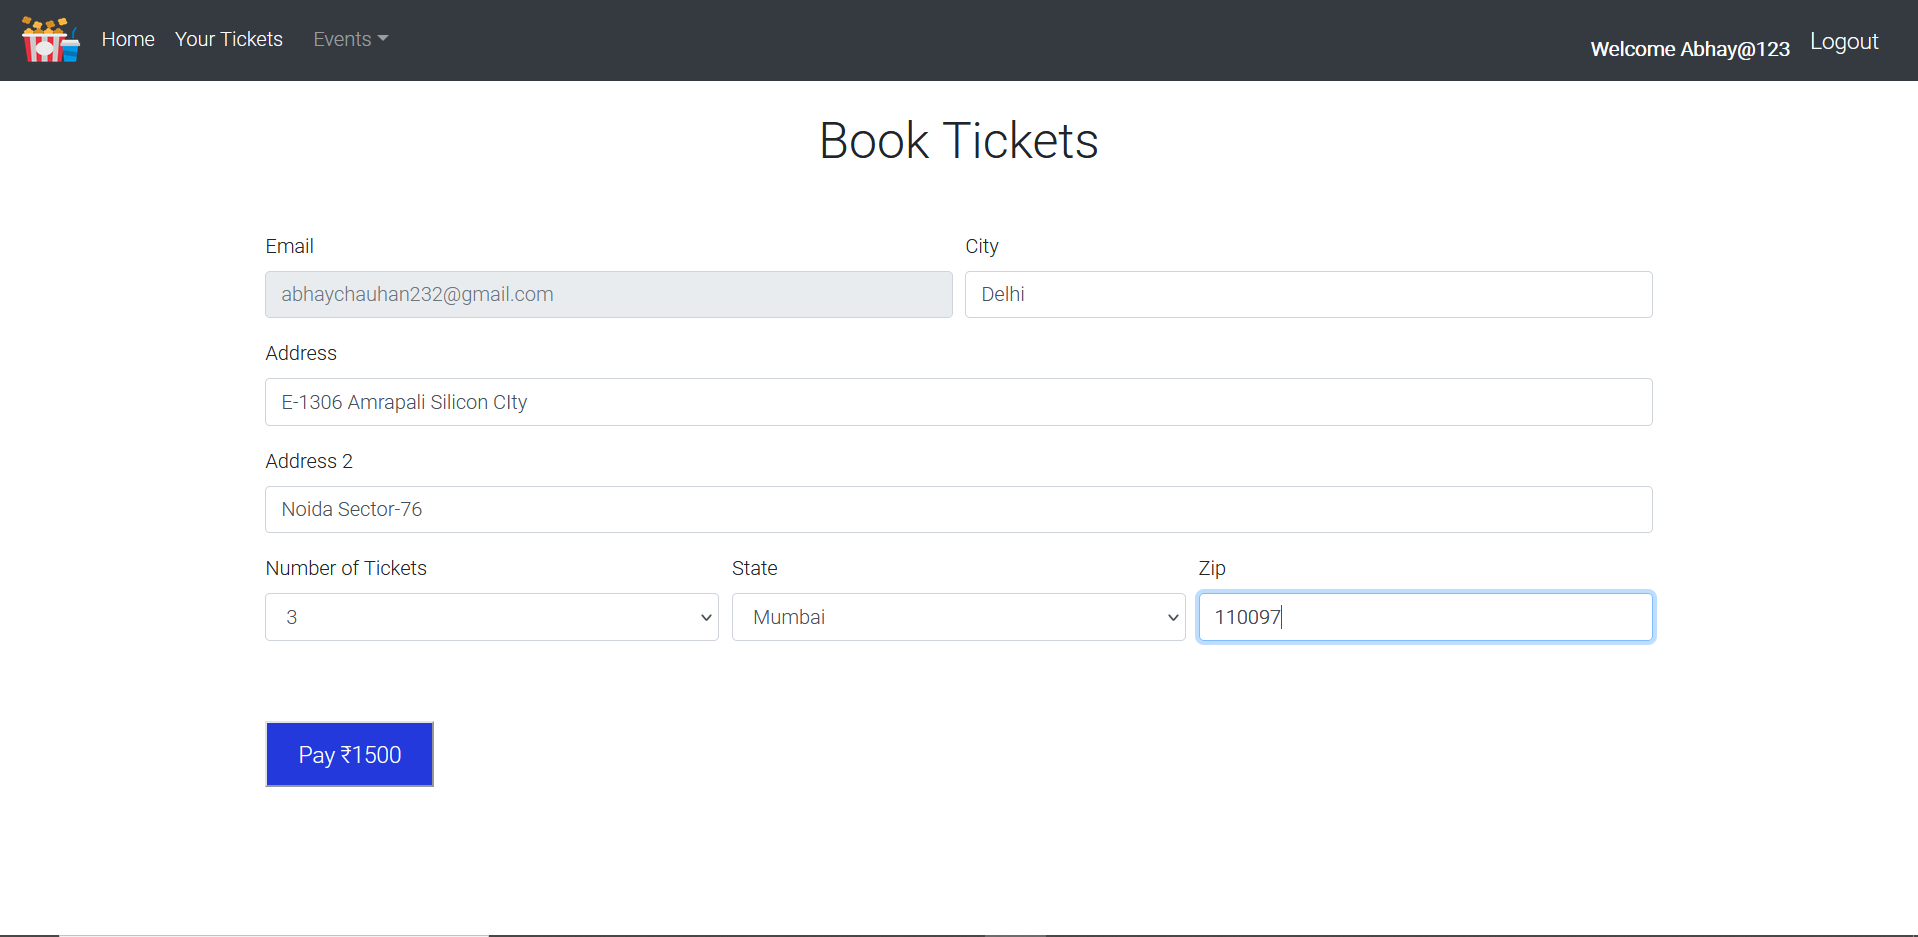 Home Your Tickets Events Welcome Abhay@123 Logout
Book Tickets
Email City
abhaychauhan232@gmail.com Delhi
Address
E-1306 Amrapali Silicon CIty
Address 2
Noida Sector-76
Number of Tickets State Zip
3 Mumbai 110097
Pay ₹1500